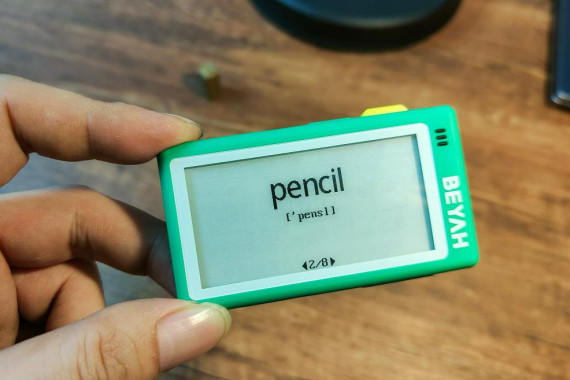 pencil
['pensl]
◀2/8▶
BEYAH